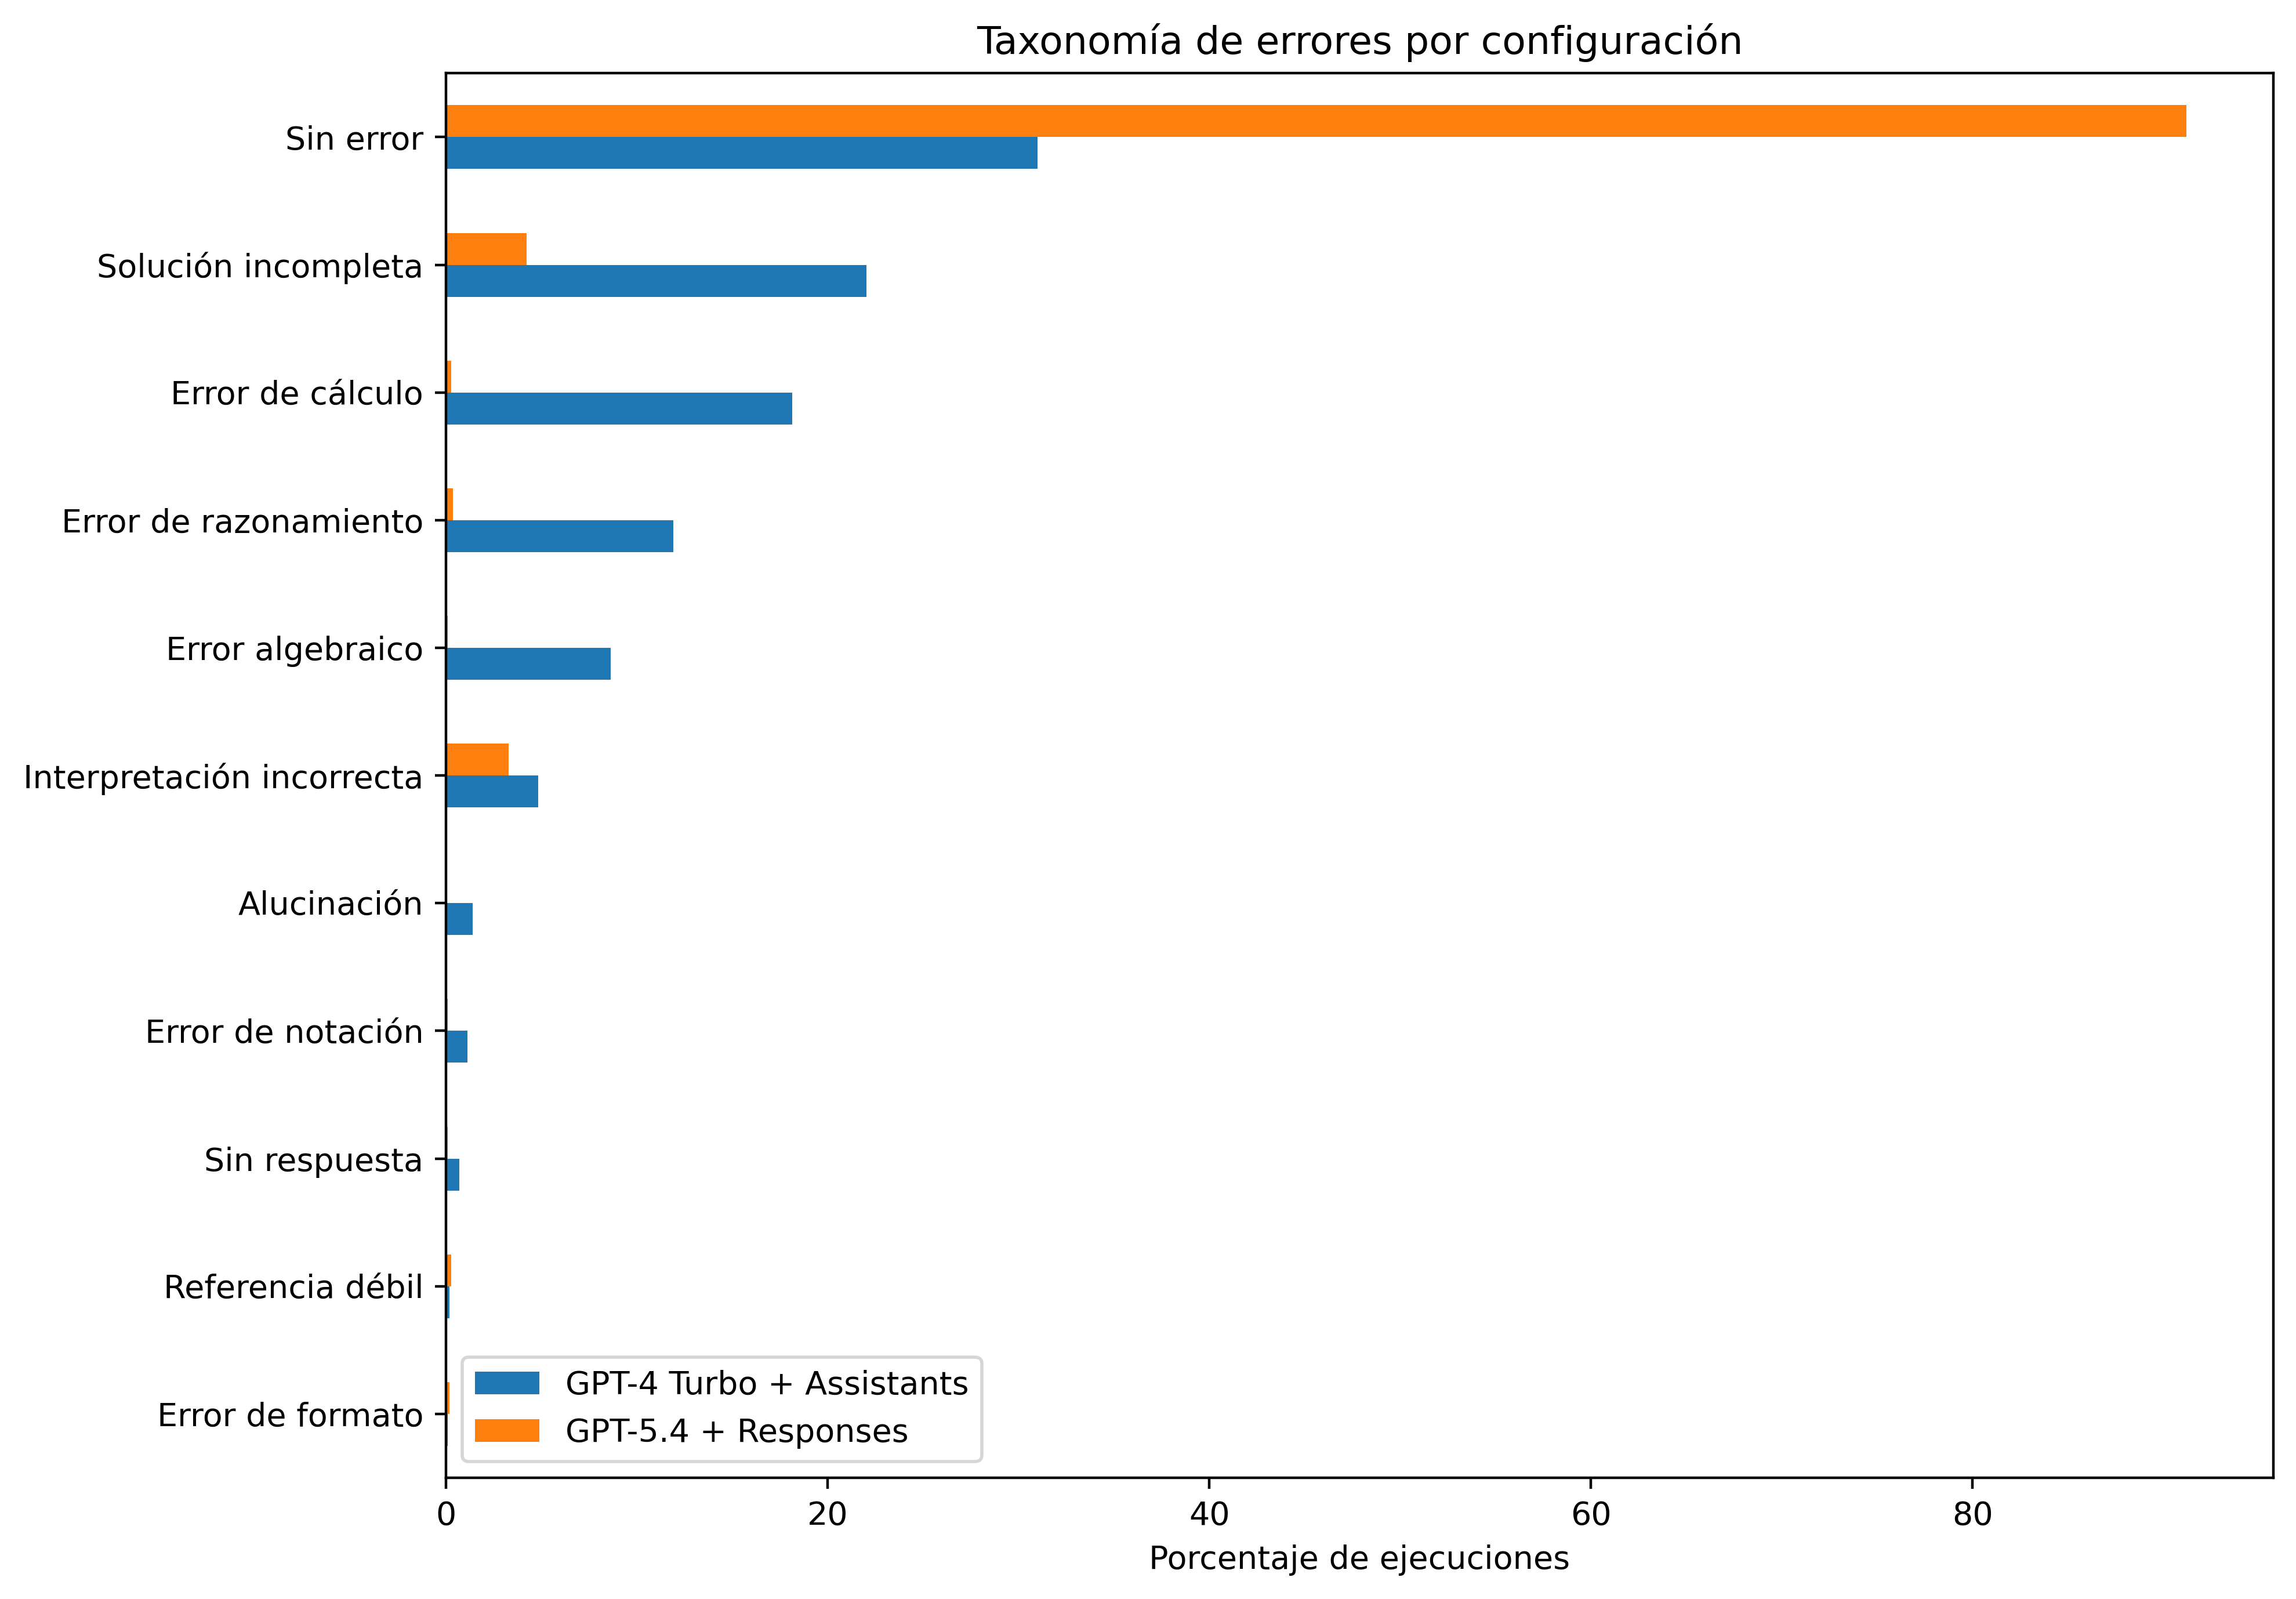 Taxonomía de errores por configuración
Sin error
Solución incompleta
Error de cálculo
Error de razonamiento
Error algebraico
Interpretación incorrecta
Alucinación
Error de notación
Sin respuesta
Referencia débil
Error de formato
GPT-4 Turbo + Assistants
GPT-5.4 + Responses
0 20 40 60 80
Porcentaje de ejecuciones